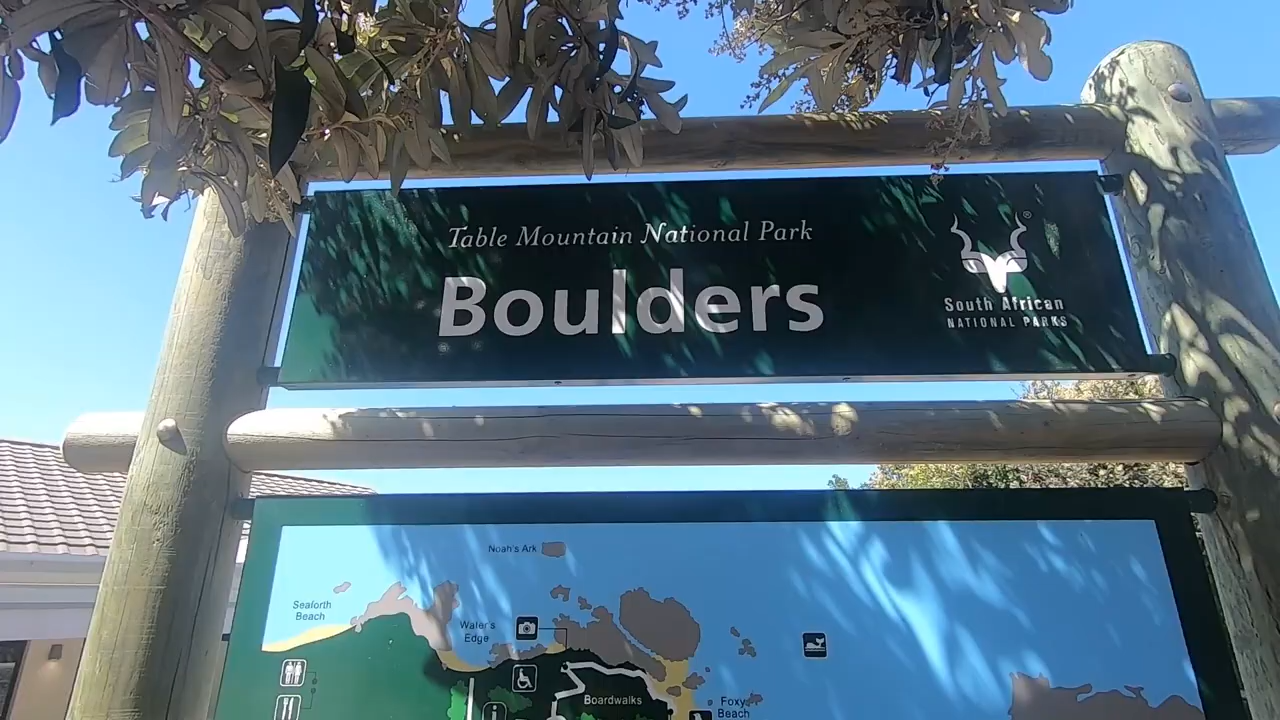 Table Mountain National Park
Boulders
®
South African
NATIONAL PARKS
Noah's Ark
Seaforth
Beach
Water's
Edge
Boardwalks
Foxy
Beach